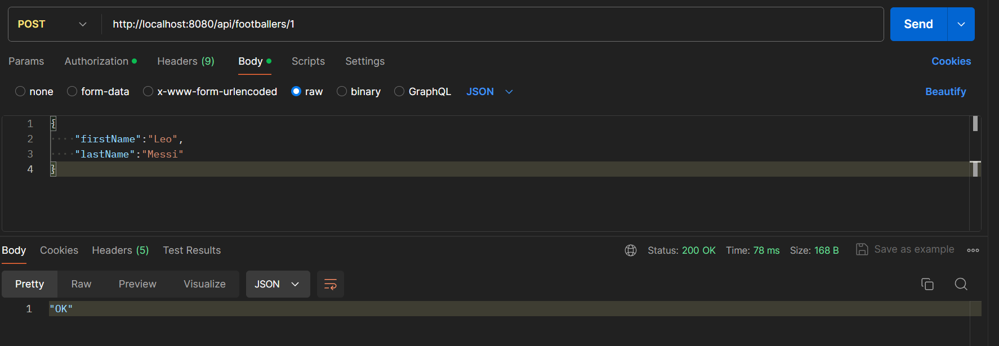 POST http://localhost:8080/api/footballers/1 Send
Params Authorization Headers (9) Body Scripts Settings Cookies
none form-data x-www-form-urlencoded raw binary GraphQL JSON Beautify
1 {
2 "firstName":"Leo",
3 "lastName":"Messi"
4 }
Body Cookies Headers (5) Test Results Status: 200 OK Time: 78 ms Size: 168 B Save as example
Pretty Raw Preview Visualize JSON
1 "OK"